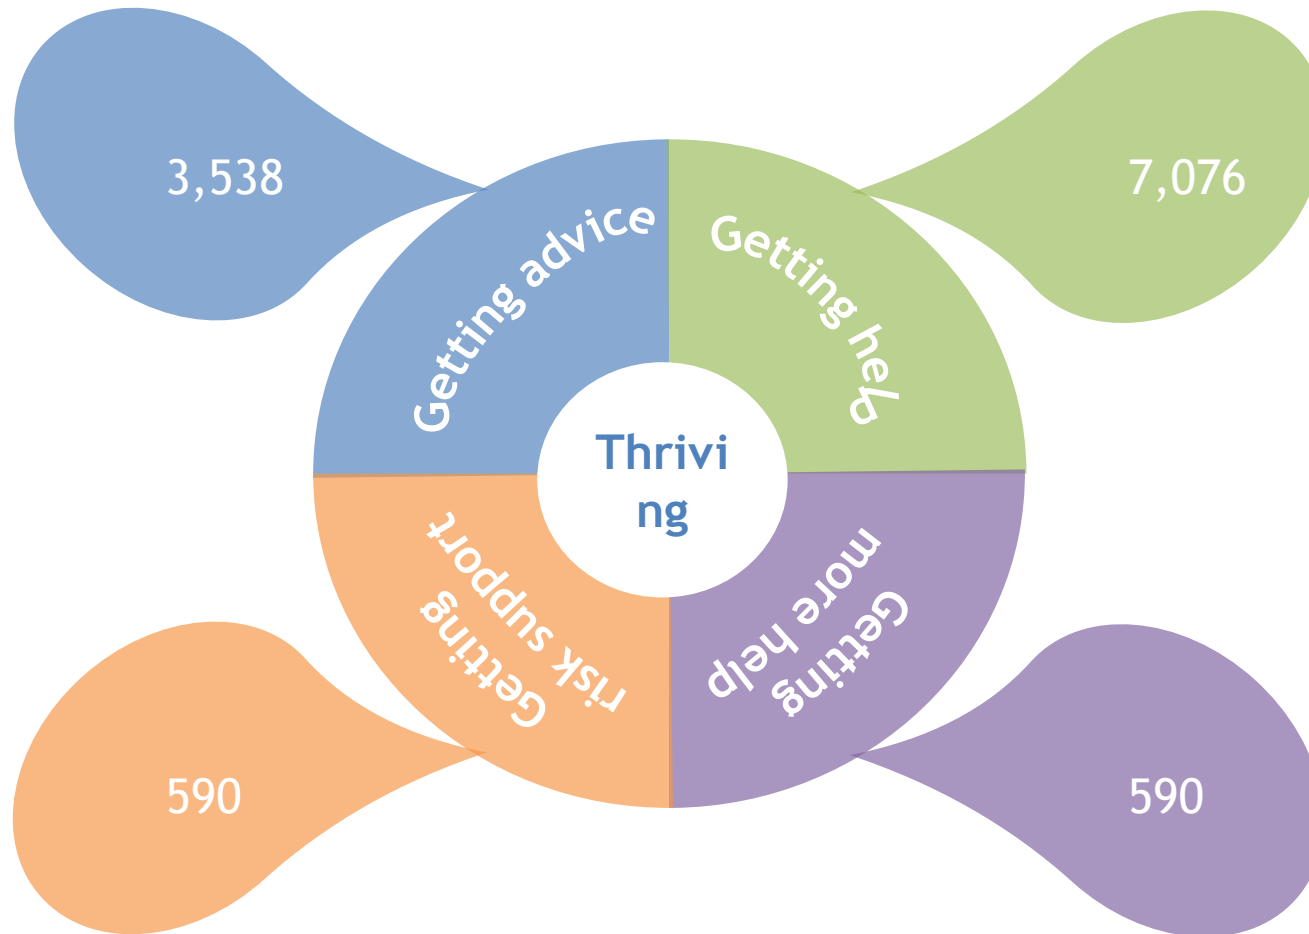 3,538
7,076
Getting advice
Getting help
Thrivi
ng
Getting
risk support
Getting
more help
590
590